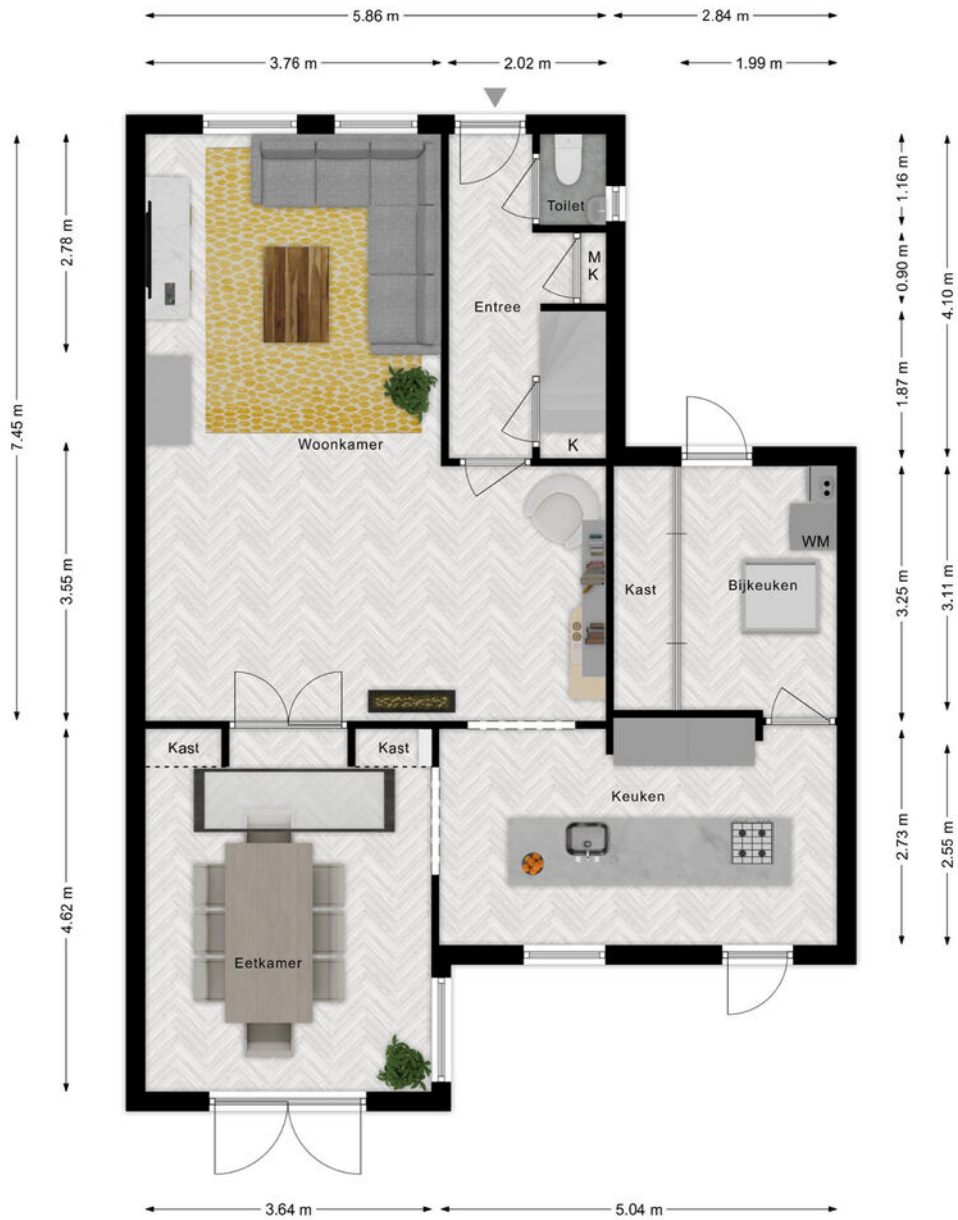 5.86 m
2.84 m
3.76 m
2.02 m
1.99 m
7.45 m
2.78 m
3.55 m
4.62 m
Toilet
M
K
Entree
K
Woonkamer
Kast
WM
Bijkeuken
Kast
Kast
Keuken
Eetkamer
1.16 m
0.90 m
1.87 m
4.10 m
3.25 m
3.11 m
2.73 m
2.55 m
3.64 m
5.04 m